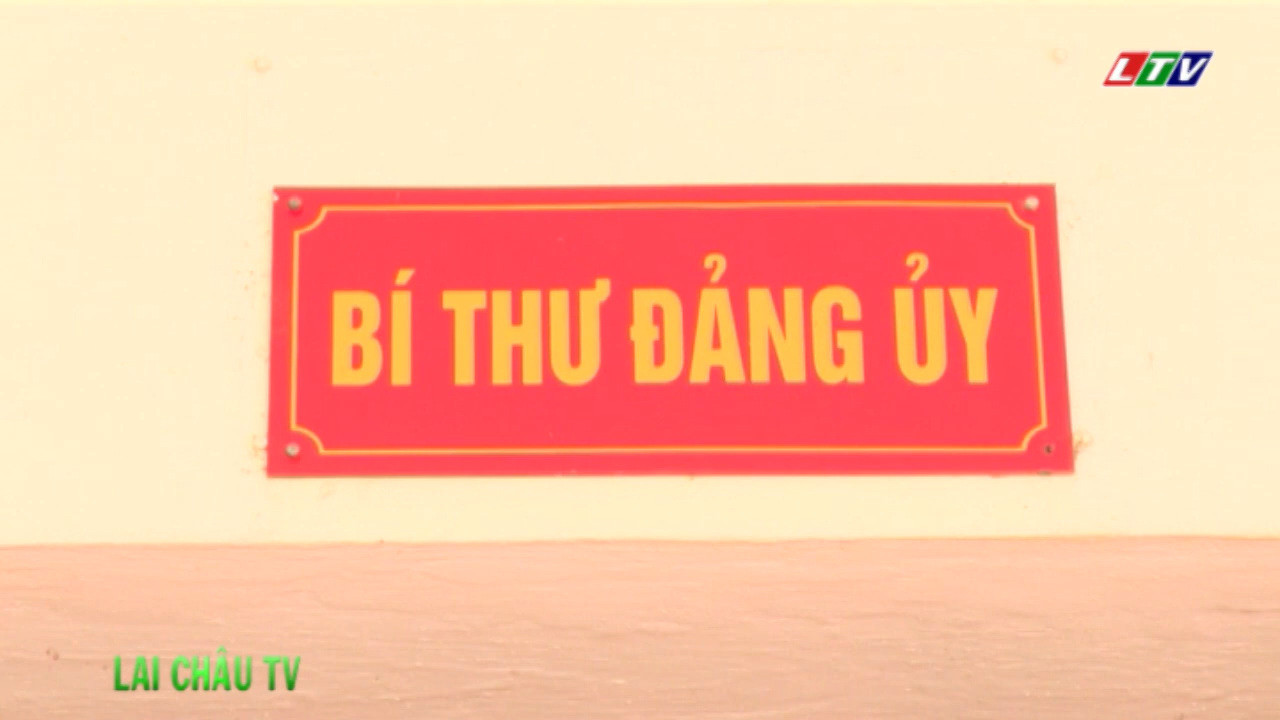 LTV
BÍ THƯ ĐẢNG ỦY
LAI CHÂU TV